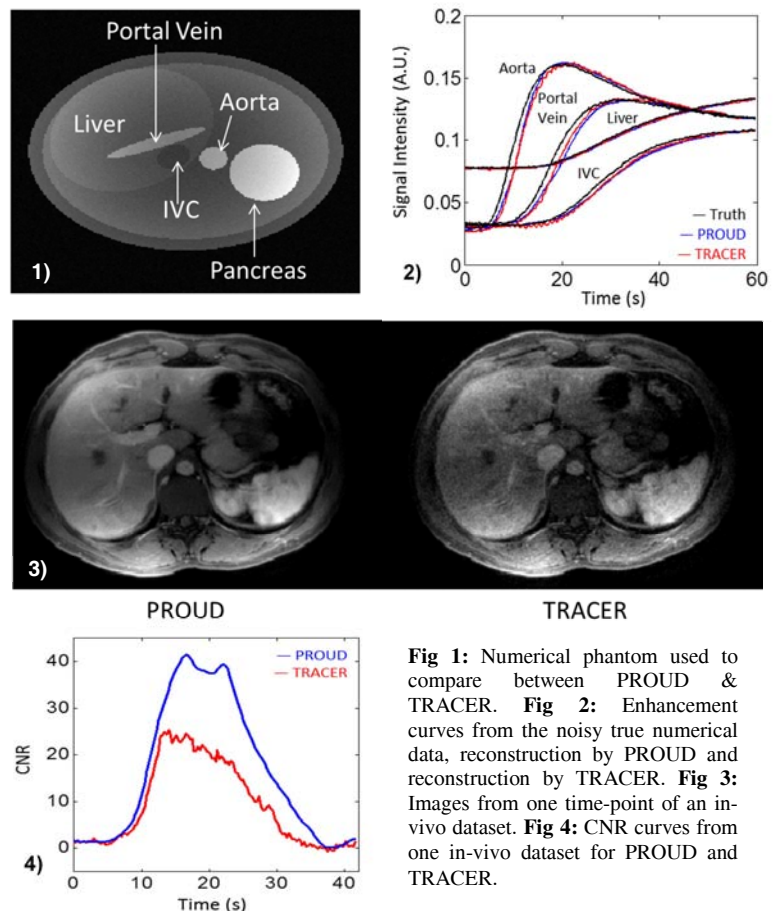 Portal Vein
Liver
Aorta
IVC
Pancreas
1)
0.2
0.15
0.1
0.05
0
Signal Intensity (A.U.)
Aorta
Portal
Vein
Liver
IVC
Truth
PROUD
TRACER
0 20 40 60
Time (s)
2)
3)
PROUD TRACER
40
30
20
10
0
CNR
PROUD
TRACER
0 10 20 30 40
Time (s)
4)
Fig 1: Numerical phantom used to
compare between PROUD &
TRACER. Fig 2: Enhancement
curves from the noisy true numerical
data, reconstruction by PROUD and
reconstruction by TRACER. Fig 3:
Images from one time-point of an in-
vivo dataset. Fig 4: CNR curves from
one in-vivo dataset for PROUD and
TRACER.